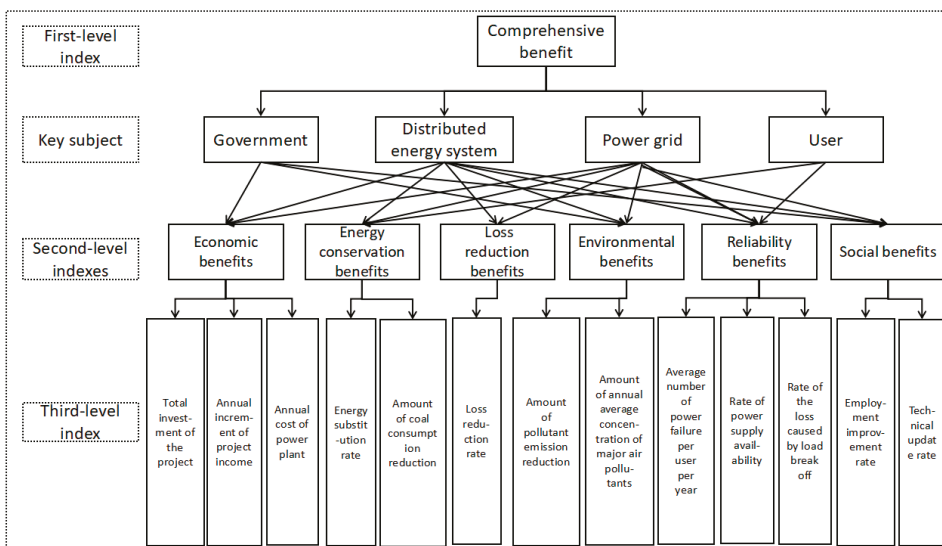 First-level
index
Comprehensive
benefit
Key subject
Government
Distributed
energy system
Power grid
User
Second-level
indexes
Economic
benefits
Energy
conservation benefits
Loss
reduction benefits
Environmental
benefits
Reliability
benefits
Social benefits
Third-level
index
Total
invest-
ment of
the
project
Annual
increm-
ent of
project
income
Annual
cost of
power
plant
Energy
substit
-ution
rate
Amount
of coal
consumpt
ion
reduction
Loss
redu-
ction
rate
Amount
of
pollutant
emission
reduction
Amount
of annual
average
concen-
tration of
major air
pollu-
tants
Average
number
of power
failure
per
user
per
year
Rate of
power
supply
avail-
ability
Rate of
the
loss
caused
by load
break
off
Employ-
ment
improv-
ement
rate
Tech-
nical
updat
e rate